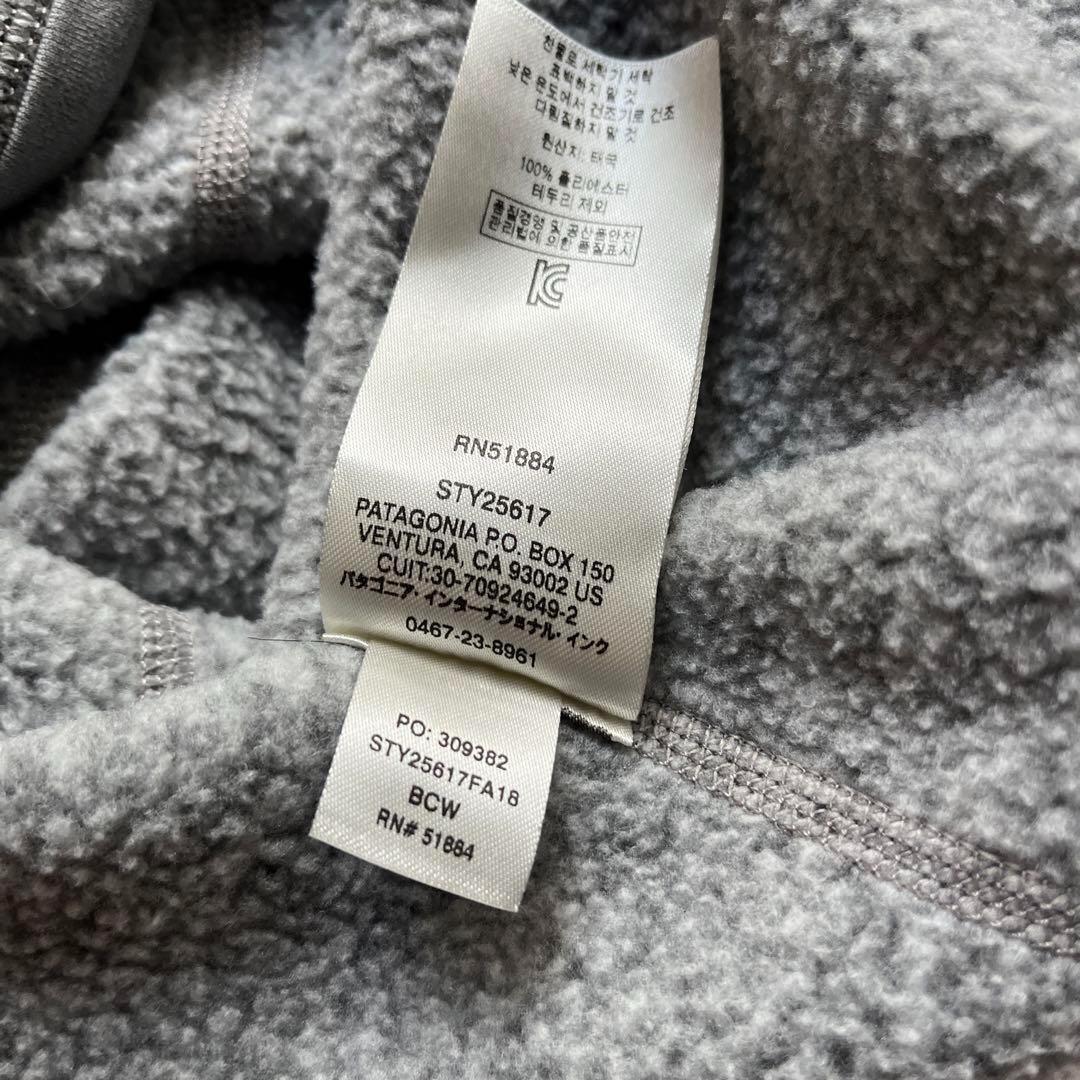 찬물로 세탁기 세탁
표백하지 말 것
낮은 온도에서 건조기로 건조
다림질하지 말 것
원산지: 태국
100% 폴리에스터
테두리 제외
품질경영 및 공산품안전
관리법에 의한 품질표시
KC
RN51884
STY25617
PATAGONIA P.O. BOX 150
VENTURA, CA 93002 US
CUIT:30-70924649-2
パタゴニア・インターナショナル・インク
0467-23-8961
PO: 309382
STY25617FA18
BCW
RN# 51884